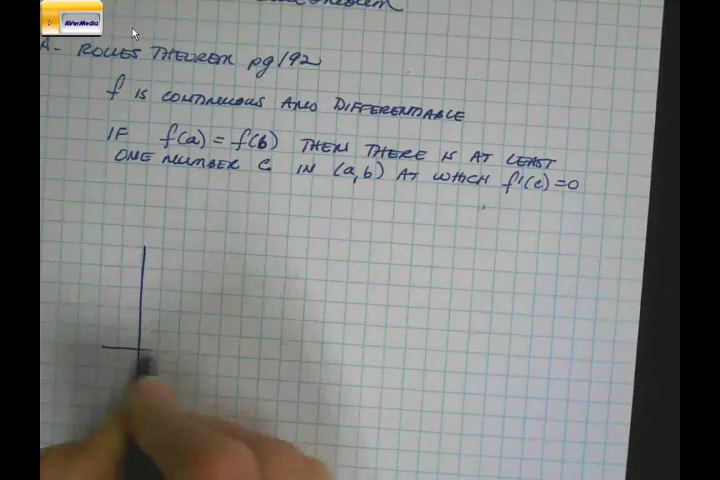 AVerMedia
Theorem
A- ROLLES THEOREM pg 192
f IS CONTINUOUS AND DIFFERENTIABLE
IF f(a) = f(b) THEN THERE IS AT LEAST
ONE NUMBER C IN (a,b) AT WHICH f'(c) = 0